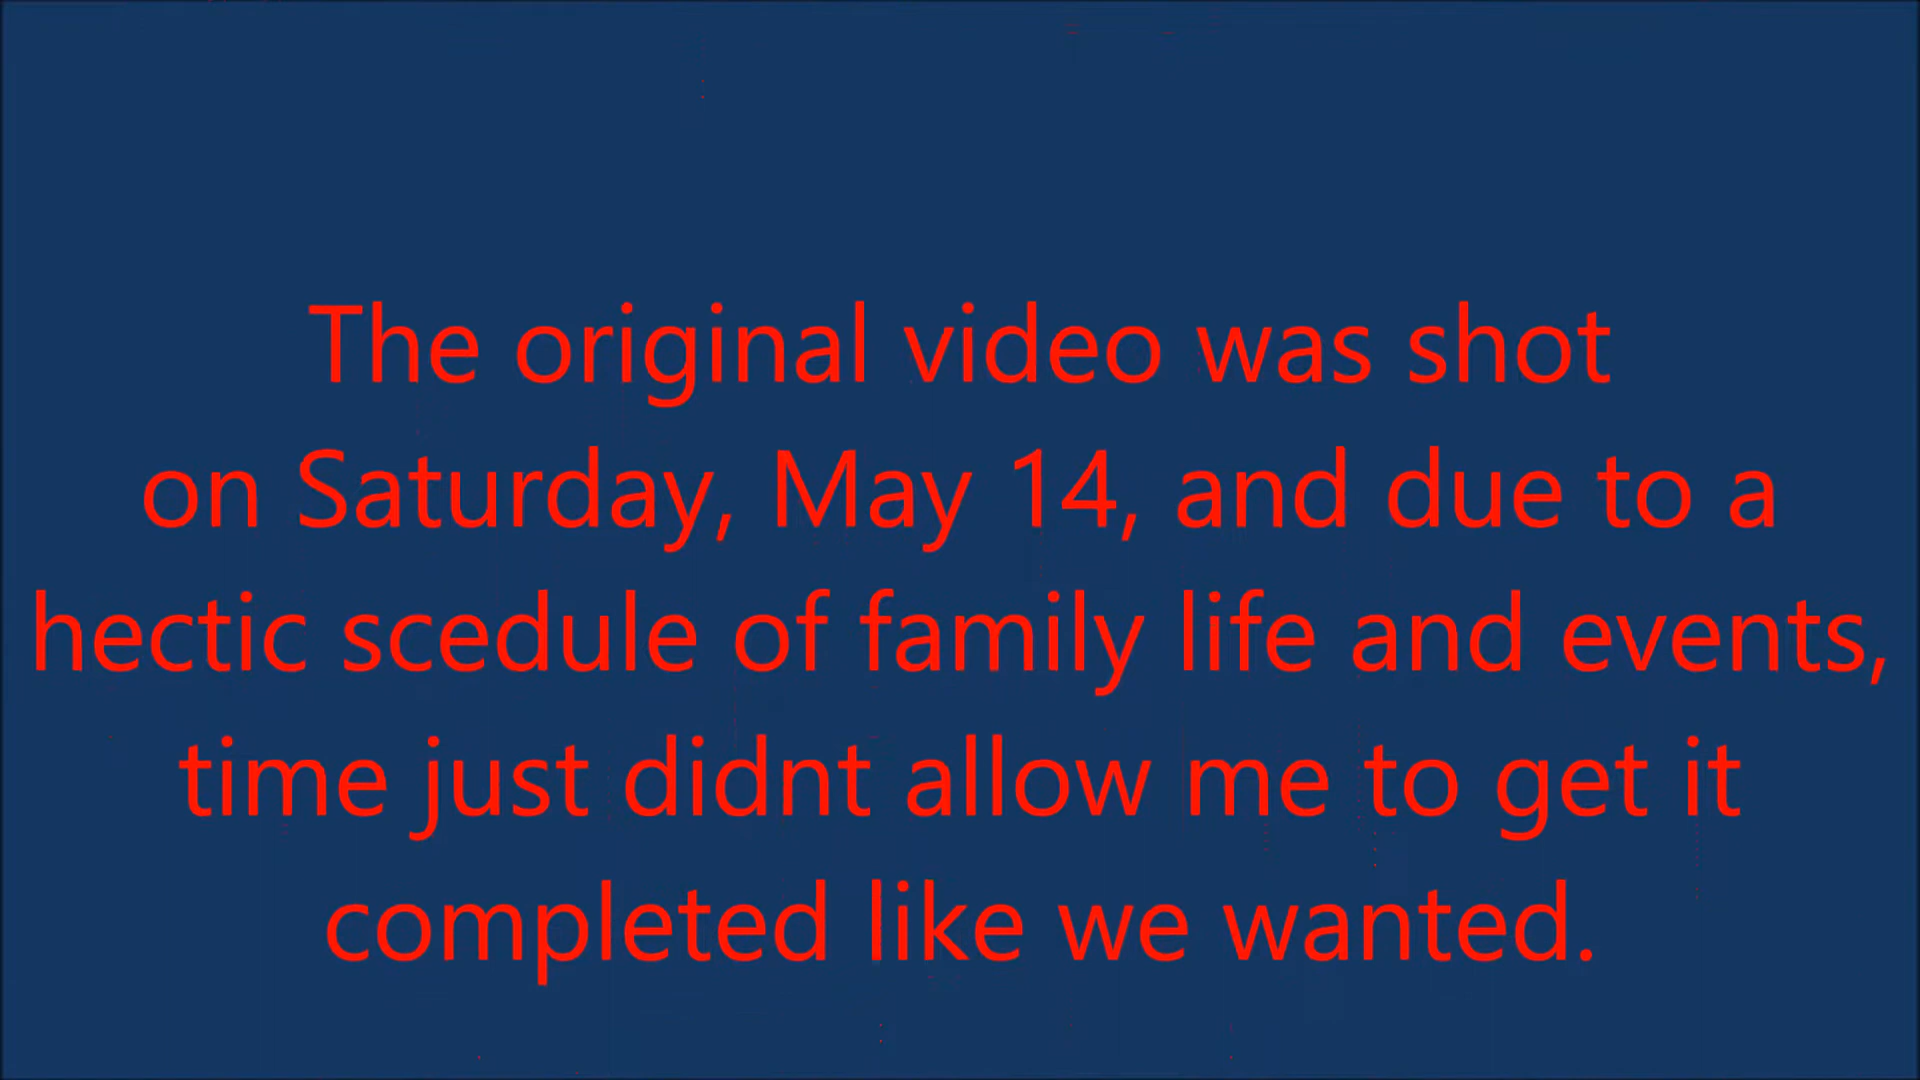 The original video was shot
on Saturday, May 14, and due to a
hectic scedule of family life and events,
time just didnt allow me to get it
completed like we wanted.